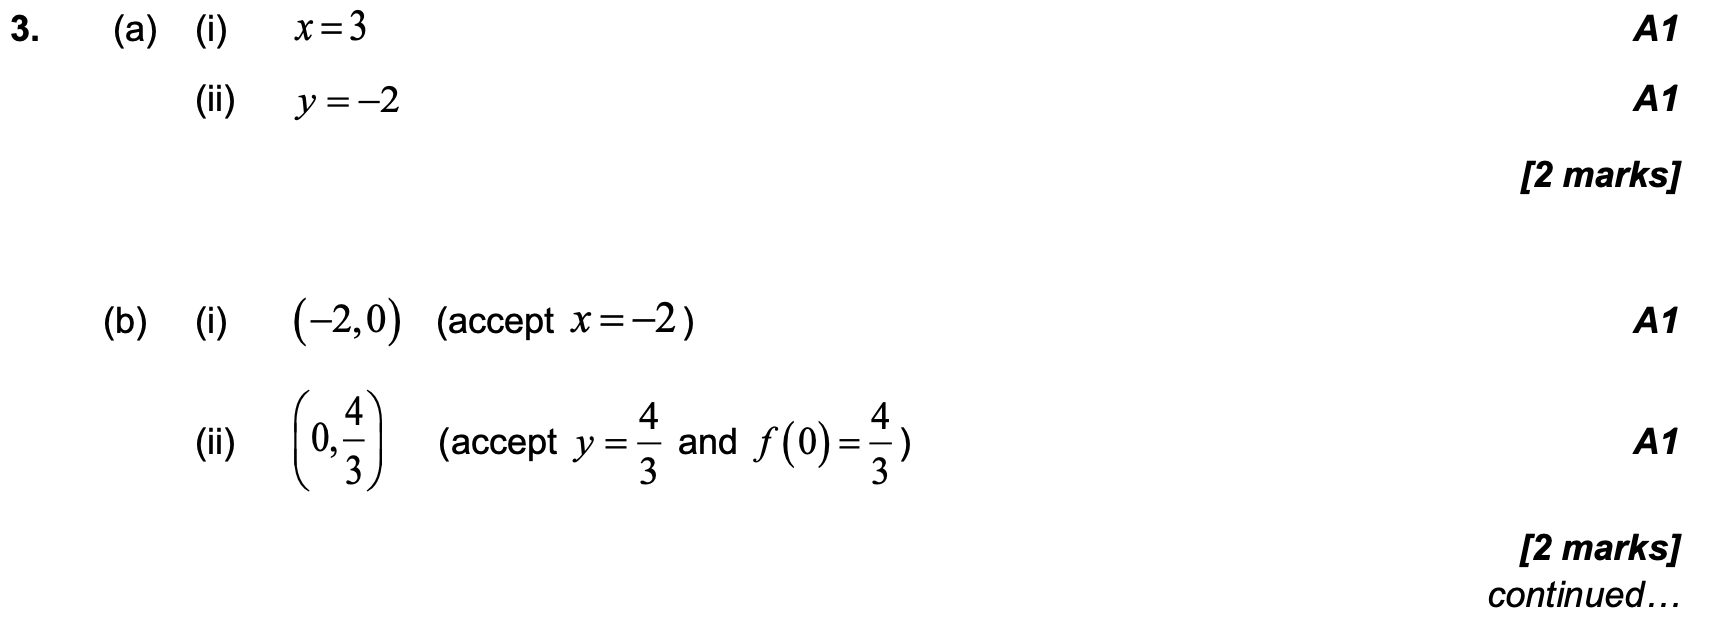 3. (a) (i) x = 3 A1
(ii) y = −2 A1
[2 marks]
(b) (i) (−2, 0) (accept x = −2) A1
(ii) (0, 4/3) (accept y = 4/3 and f(0) = 4/3) A1
[2 marks]
continued…